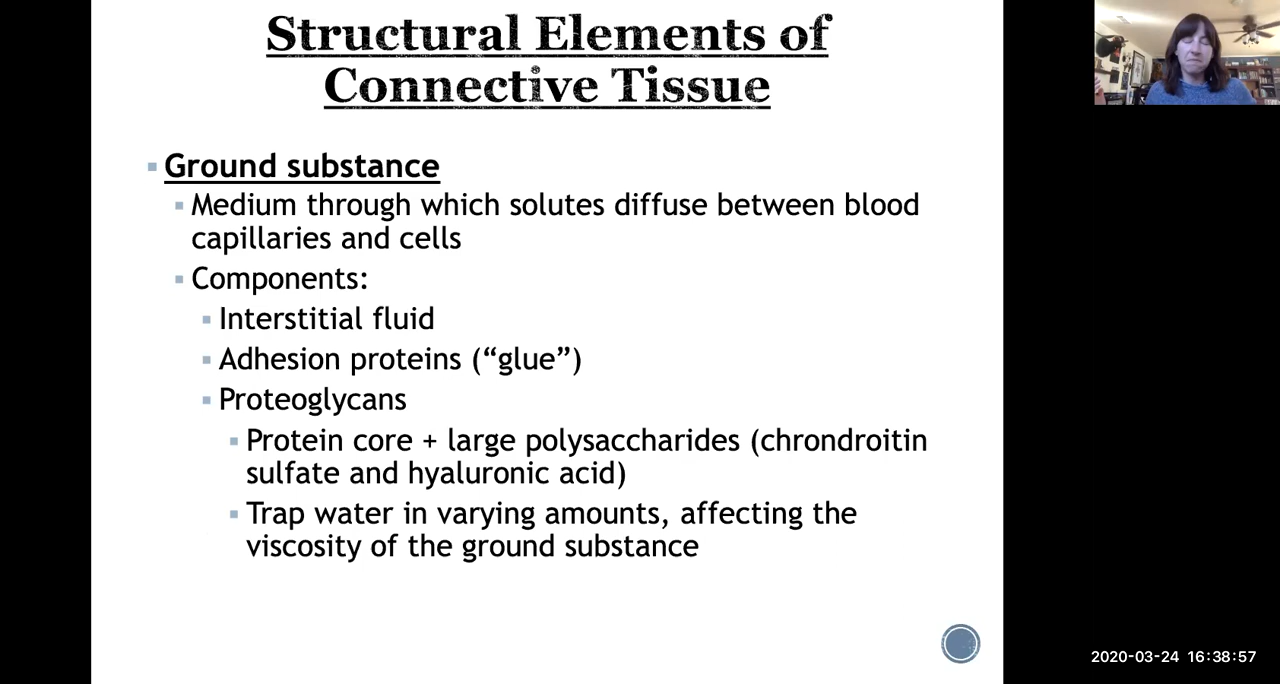 Structural Elements of
Connective Tissue
Ground substance
Medium through which solutes diffuse between blood
capillaries and cells
Components:
Interstitial fluid
Adhesion proteins (“glue”)
Proteoglycans
Protein core + large polysaccharides (chrondroitin
sulfate and hyaluronic acid)
Trap water in varying amounts, affecting the
viscosity of the ground substance
2020-03-24 16:38:57